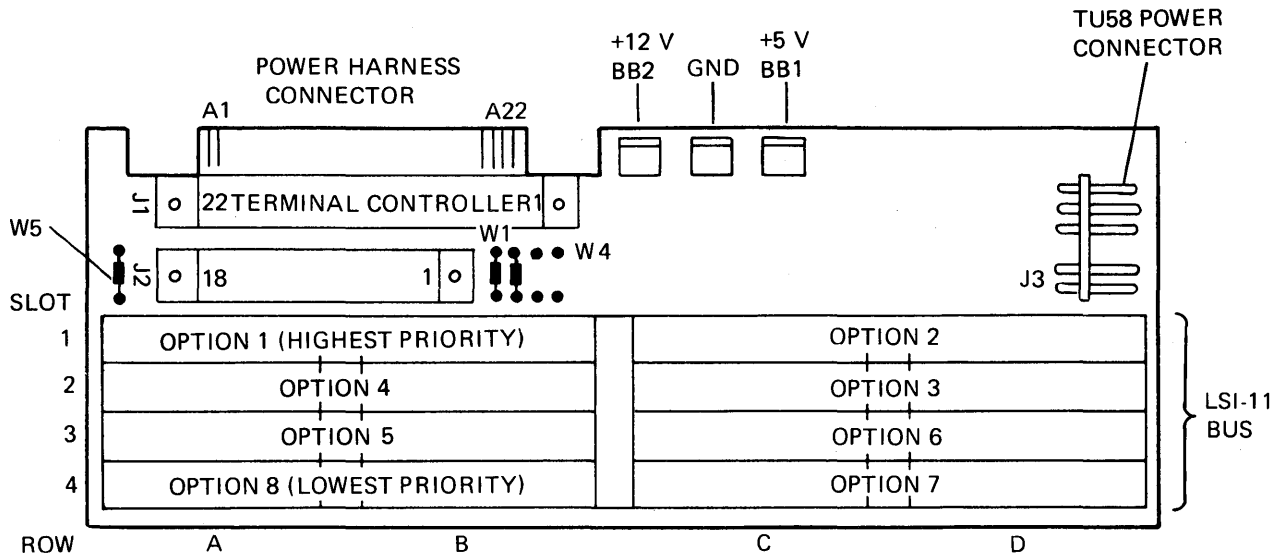 TU58 POWER
CONNECTOR
+12 V
BB2
GND
+5 V
BB1
POWER HARNESS
CONNECTOR
A1
A22
J1
22 TERMINAL CONTROLLER 1
W5
W1
W4
J2
18
1
J3
SLOT
1
OPTION 1 (HIGHEST PRIORITY)
OPTION 2
2
OPTION 4
OPTION 3
3
OPTION 5
OPTION 6
4
OPTION 8 (LOWEST PRIORITY)
OPTION 7
LSI-11
BUS
ROW
A
B
C
D